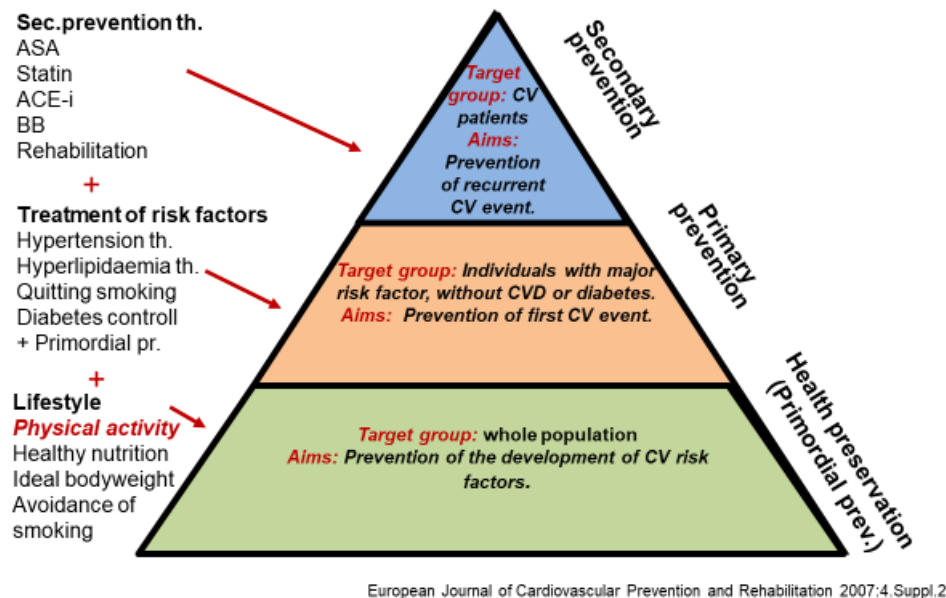 Sec.prevention th.
ASA
Statin
ACE-i
BB
Rehabilitation
+
Treatment of risk factors
Hypertension th.
Hyperlipidaemia th.
Quitting smoking
Diabetes controll
+ Primordial pr.
+
Lifestyle
Physical activity
Healthy nutrition
Ideal bodyweight
Avoidance of
smoking
Target
group: CV
patients
Aims:
Prevention
of recurrent
CV event.
Secondary
prevention
Target group: Individuals with major
risk factor, without CVD or diabetes.
Aims: Prevention of first CV event.
Primary
prevention
Target group: whole population
Aims: Prevention of the development of CV risk
factors.
Health preservation
(Primordial prev.)
European Journal of Cardiovascular Prevention and Rehabilitation 2007:4.Suppl.2